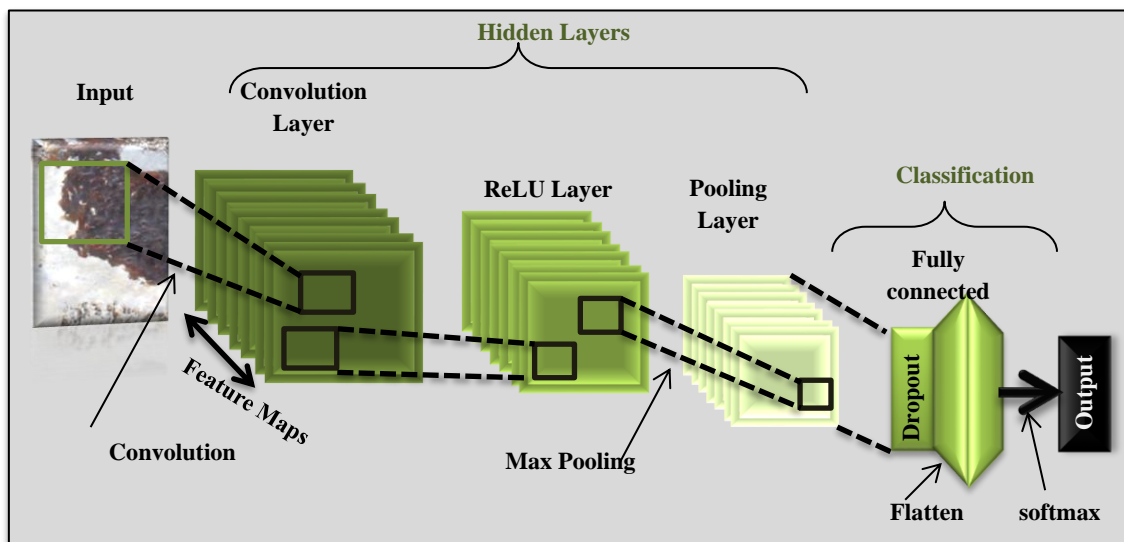 Hidden Layers
Input
Convolution
Layer
ReLU Layer
Pooling
Layer
Classification
Fully
connected
Feature Maps
Convolution
Max Pooling
Dropout
Flatten
softmax
Output